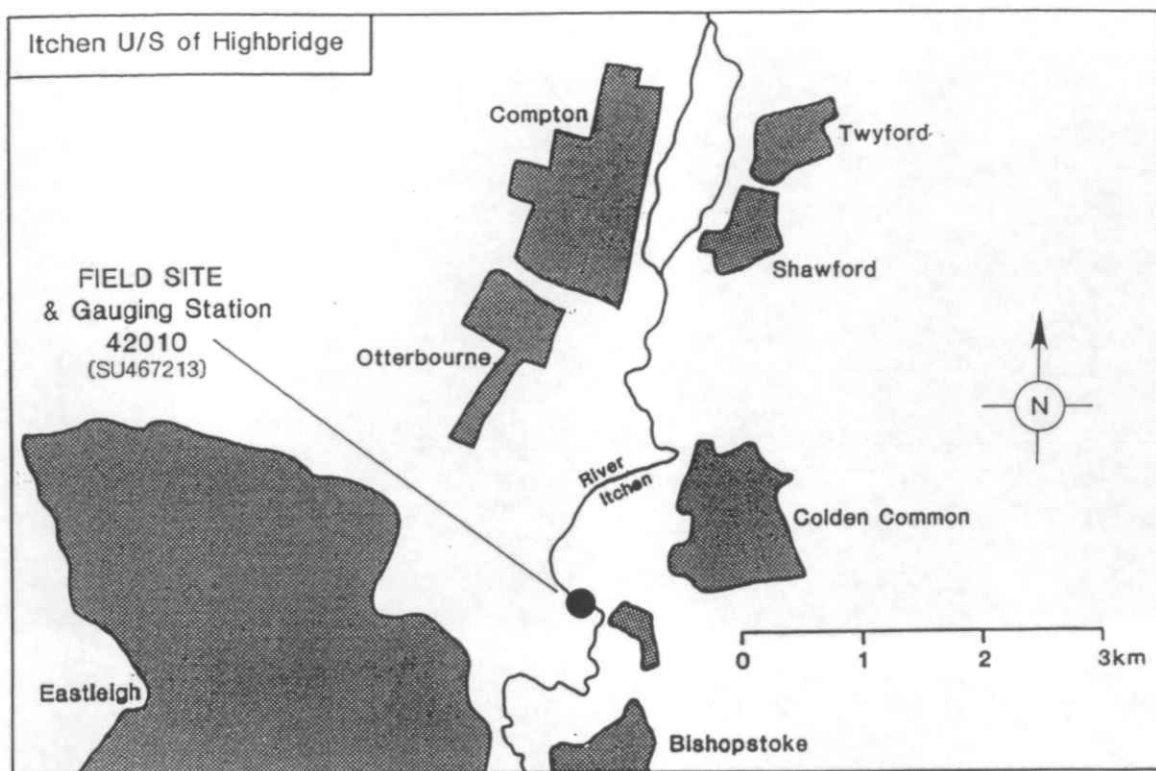 Itchen U/S of Highbridge
Compton
Twyford
Shawford
FIELD SITE
& Gauging Station
42010
(SU467213)
Otterbourne
N
River
Itchen
Colden Common
0 1 2 3km
Eastleigh
Bishopstoke